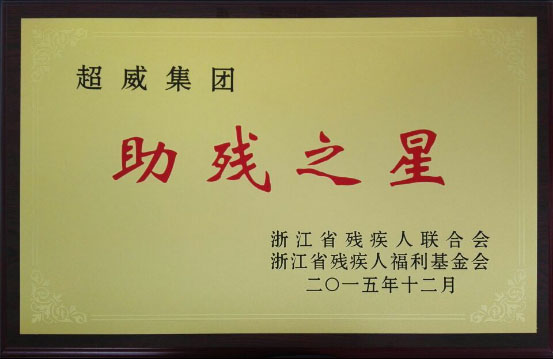 超威集团
助残之星
浙江省残疾人联合会
浙江省残疾人福利基金会
二〇一五年十二月